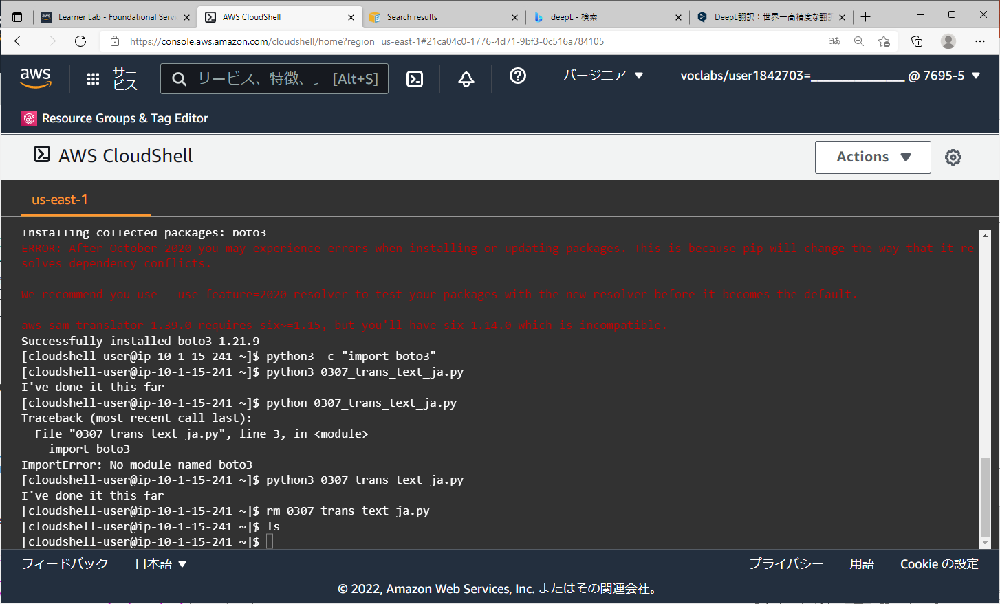 Learner Lab - Foundational Servi
AWS CloudShell
Search results
deepL - 検索
DeepL翻訳：世界一高精度な翻訳
https://console.aws.amazon.com/cloudshell/home?region=us-east-1#21ca04c0-1776-4d71-9bf3-0c516a784105
aws
サービス
サービス、特徴、
[Alt+S]
バージニア
voclabs/user1842703=_______________ @ 7695-5
Resource Groups & Tag Editor
AWS CloudShell
Actions
us-east-1
Installing collected packages: boto3
ERROR: After October 2020 you may experience errors when installing or updating packages. This is because pip will change the way that it re
solves dependency conflicts.
We recommend you use --use-feature=2020-resolver to test your packages with the new resolver before it becomes the default.
aws-sam-translator 1.39.0 requires six~=1.15, but you'll have six 1.14.0 which is incompatible.
Successfully installed boto3-1.21.9
[cloudshell-user@ip-10-1-15-241 ~]$ python3 -c "import boto3"
[cloudshell-user@ip-10-1-15-241 ~]$ python3 0307_trans_text_ja.py
I've done it this far
[cloudshell-user@ip-10-1-15-241 ~]$ python 0307_trans_text_ja.py
Traceback (most recent call last):
  File "0307_trans_text_ja.py", line 3, in <module>
    import boto3
ImportError: No module named boto3
[cloudshell-user@ip-10-1-15-241 ~]$ python3 0307_trans_text_ja.py
I've done it this far
[cloudshell-user@ip-10-1-15-241 ~]$ rm 0307_trans_text_ja.py
[cloudshell-user@ip-10-1-15-241 ~]$ ls
[cloudshell-user@ip-10-1-15-241 ~]$
フィードバック
日本語
プライバシー
用語
Cookie の設定
© 2022, Amazon Web Services, Inc. またはその関連会社。